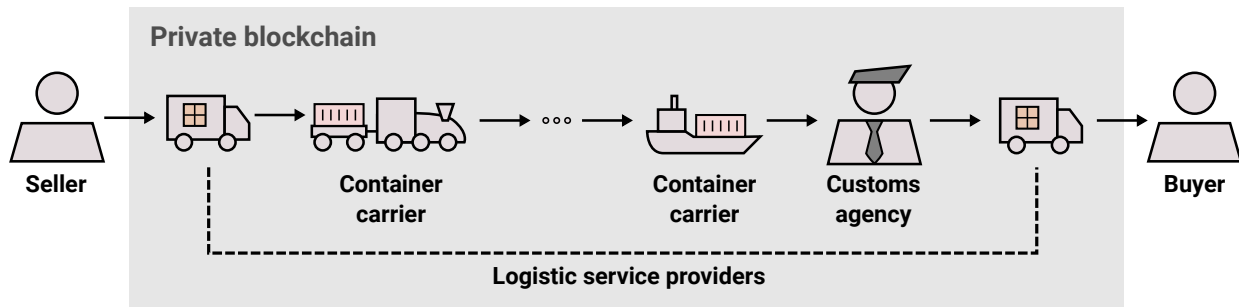 Private blockchain
Seller
Container
carrier
Container
carrier
Customs
agency
Buyer
Logistic service providers